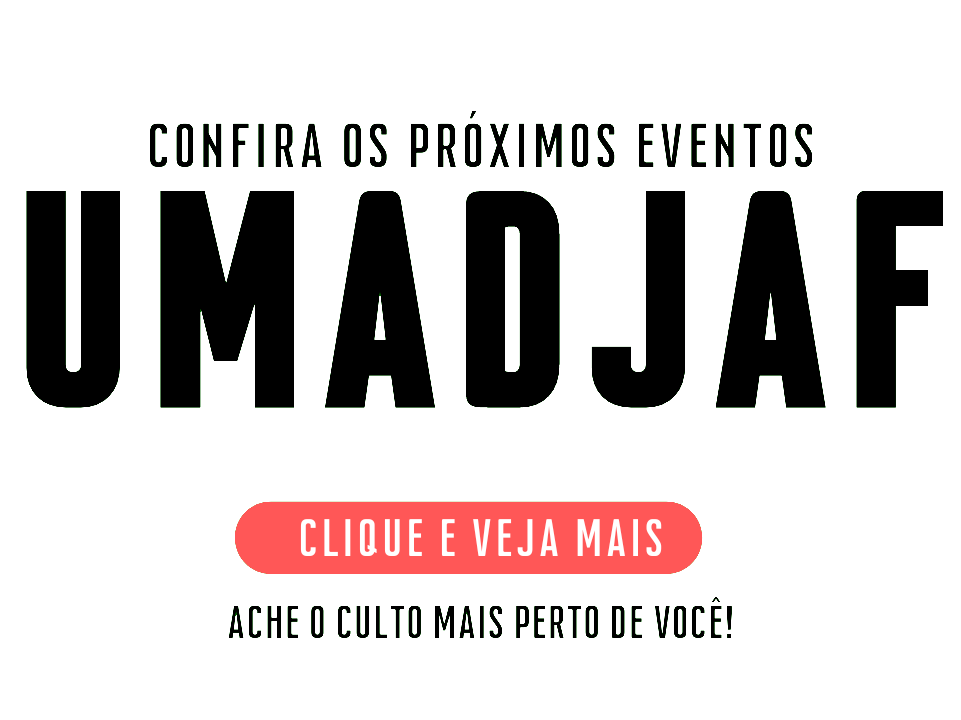 CONFIRA OS PRÓXIMOS EVENTOS
UMADJAF
CLIQUE E VEJA MAIS
ACHE O CULTO MAIS PERTO DE VOCÊ!